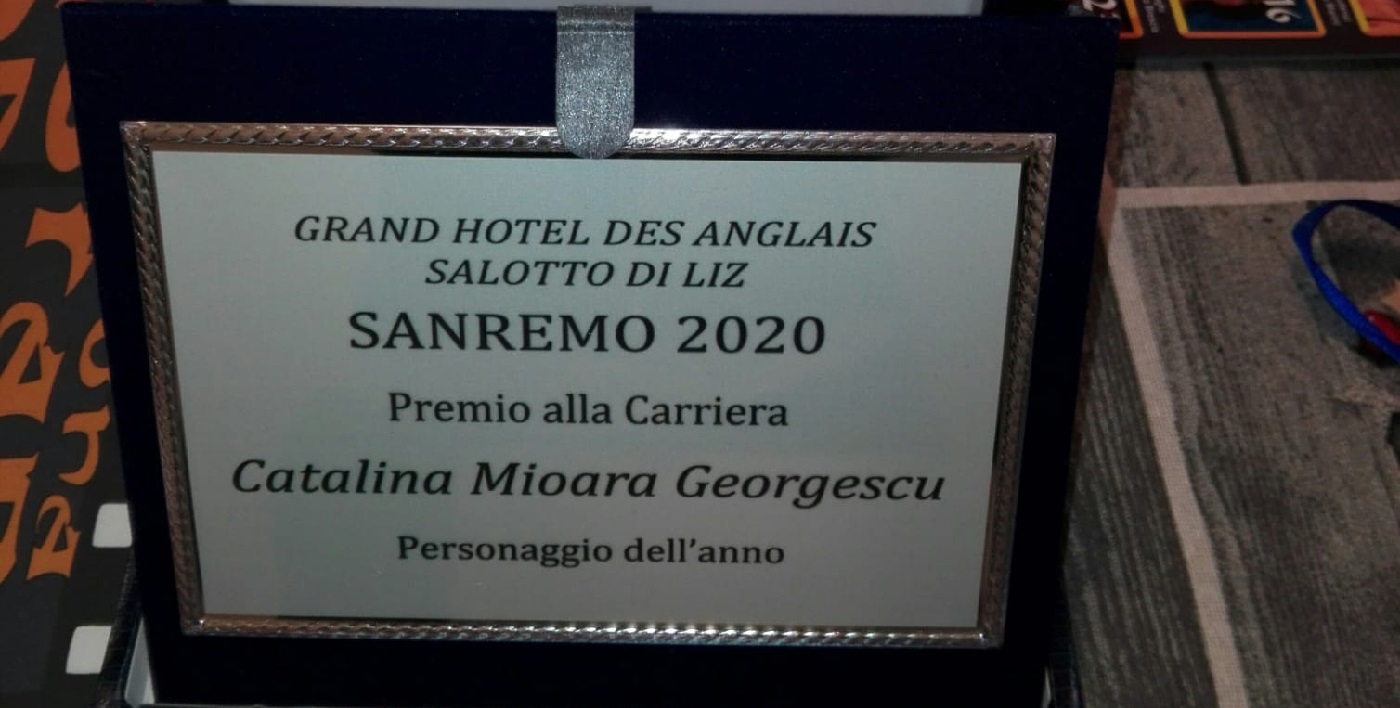 GRAND HOTEL DES ANGLAIS
SALOTTO DI LIZ
SANREMO 2020
Premio alla Carriera
Catalina Mioara Georgescu
Personaggio dell'anno